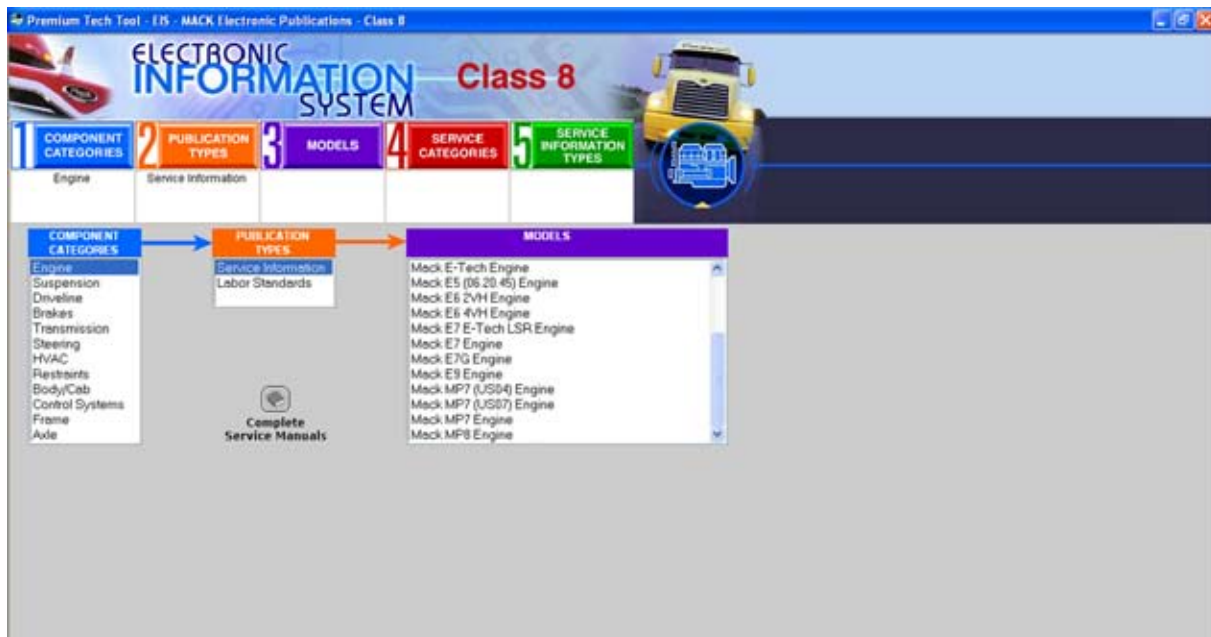 Premium Tech Tool - EIS - MACK Electronic Publications - Class 8
ELECTRONIC
INFORMATION
SYSTEM
Class 8
1 COMPONENT CATEGORIES
2 PUBLICATION TYPES
3 MODELS
4 SERVICE CATEGORIES
5 SERVICE INFORMATION TYPES
Engine
Service Information
COMPONENT
CATEGORIES
PUBLICATION
TYPES
MODELS
Engine
Suspension
Driveline
Brakes
Transmission
Steering
HVAC
Restraints
Body/Cab
Control Systems
Frame
Axle
Service Information
Labor Standards
Complete
Service Manuals
Mack E-Tech Engine
Mack E5 (06.20.45) Engine
Mack E6 2VH Engine
Mack E6 4VH Engine
Mack E7 E-Tech LSR Engine
Mack E7 Engine
Mack E7G Engine
Mack E9 Engine
Mack MP7 (US04) Engine
Mack MP7 (US07) Engine
Mack MP7 Engine
Mack MP8 Engine